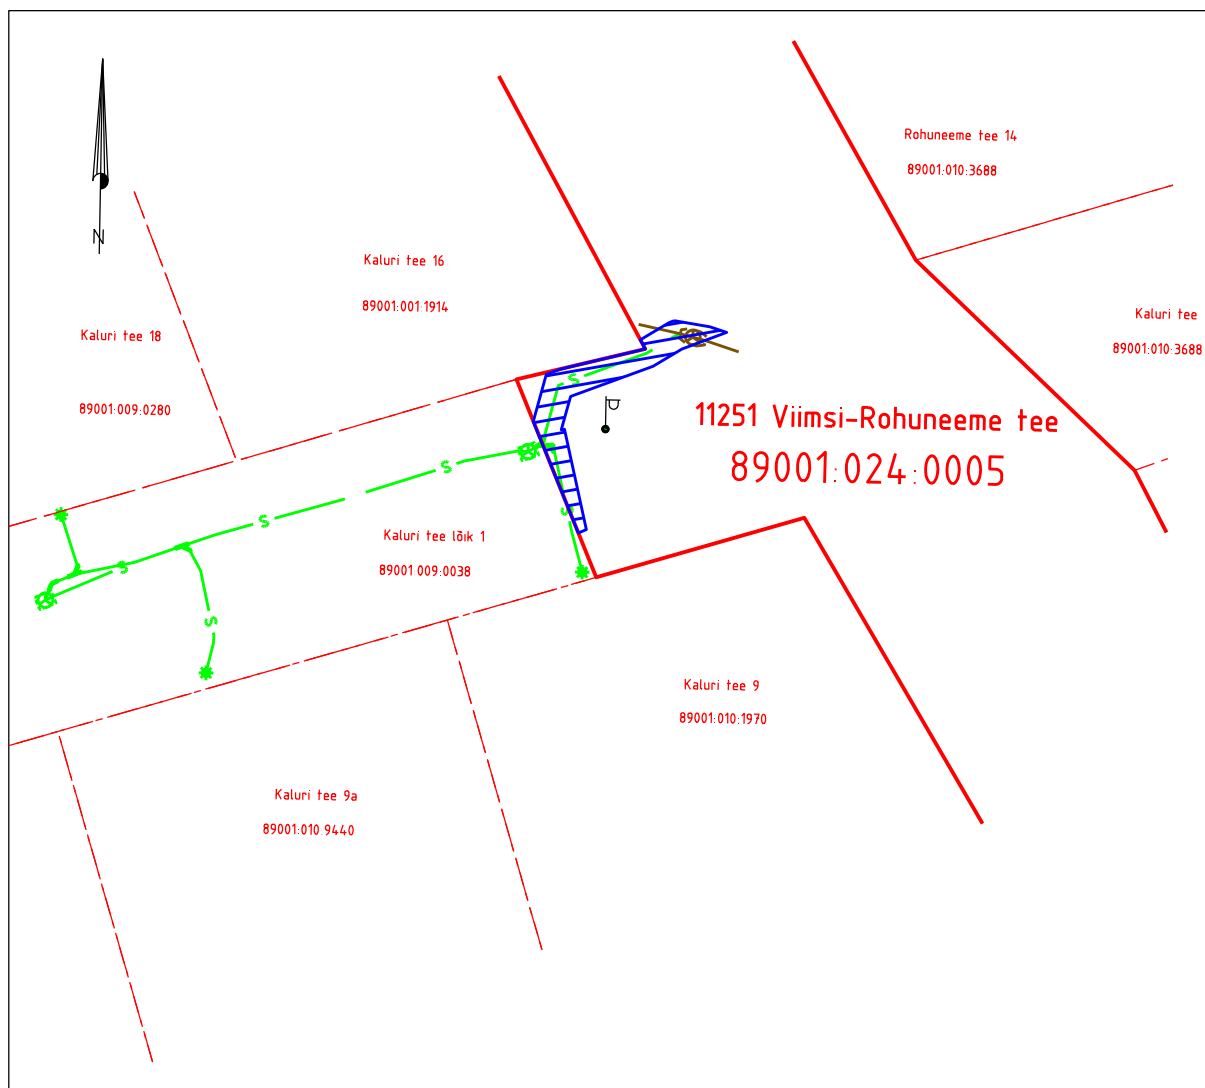 Rohuneeme tee 14
89001:010:3688
N
Kaluri tee 16
89001:001:1914
Kaluri tee
89001:010:3688
Kaluri tee 18
89001:009:0280
S
11251 Viimsi-Rohuneeme tee
89001:024:0005
S
S
S
Kaluri tee lõik 1
89001:009:0038
S
S
Kaluri tee 9
89001:010:1970
Kaluri tee 9a
89001:010:9440